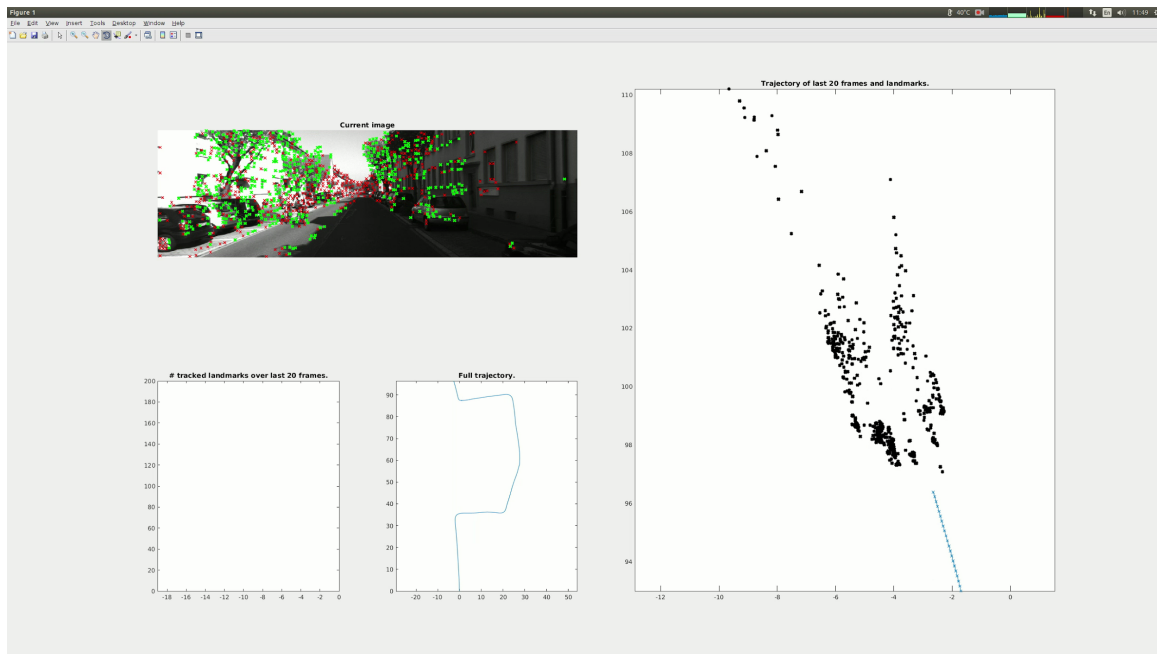 Figure 1
40°C
En
11:49
File Edit View Insert Tools Desktop Window Help
Current image
Trajectory of last 20 frames and landmarks.
110
108
106
104
102
100
98
96
94
-12 -10 -8 -6 -4 -2 0
# tracked landmarks over last 20 frames.
200
180
160
140
120
100
80
60
40
20
0
-18 -16 -14 -12 -10 -8 -6 -4 -2 0
Full trajectory.
90
80
70
60
50
40
30
20
10
0
-20 -10 0 10 20 30 40 50